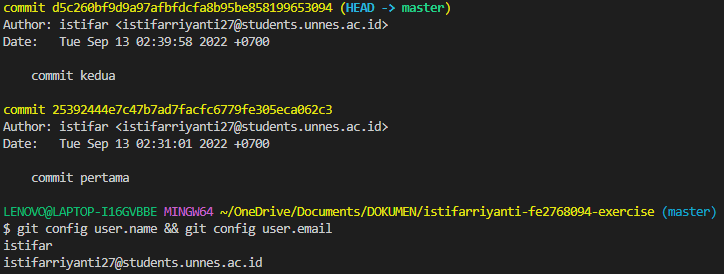 commit d5c260bf9d9a97afbfdcfa8b95be858199653094 (HEAD -> master)
Author: istifar <istifarriyanti27@students.unnes.ac.id>
Date:   Tue Sep 13 02:39:58 2022 +0700
    commit kedua
commit 25392444e7c47b7ad7facfc6779fe305eca062c3
Author: istifar <istifarriyanti27@students.unnes.ac.id>
Date:   Tue Sep 13 02:31:01 2022 +0700
    commit pertama
LENOVO@LAPTOP-I16GVBBE MINGW64 ~/OneDrive/Documents/DOKUMEN/istifarriyanti-fe2768094-exercise (master)
$ git config user.name && git config user.email
istifar
istifarriyanti27@students.unnes.ac.id